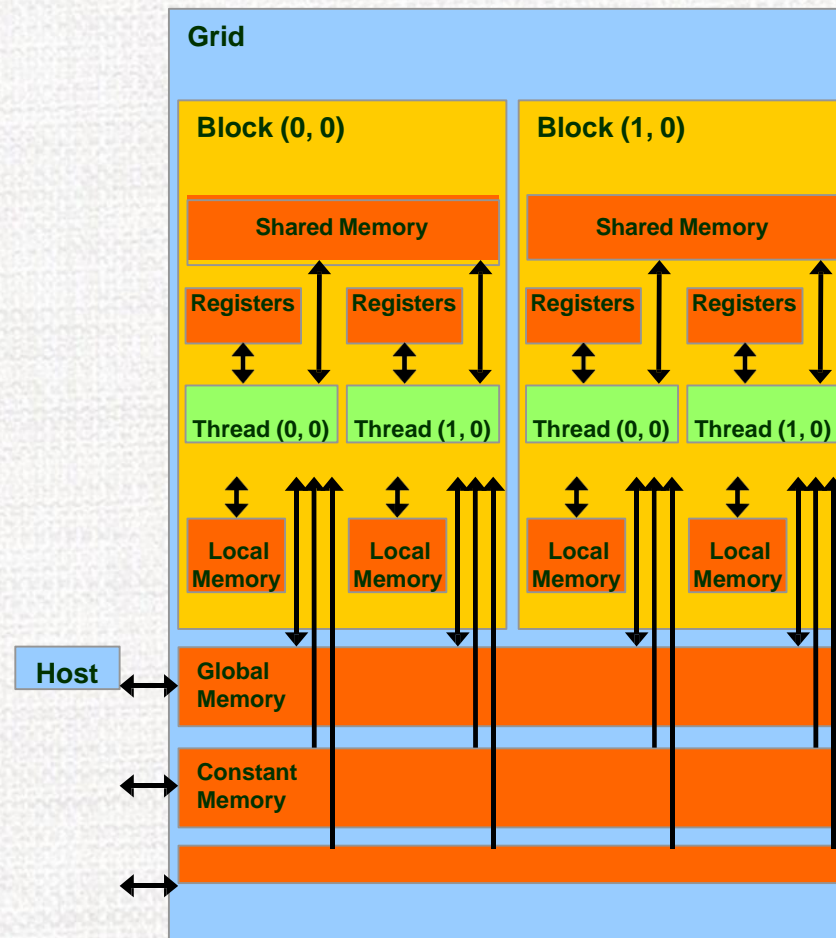 Grid
Block (0, 0)
Block (1, 0)
Shared Memory
Shared Memory
Registers
Registers
Registers
Registers
Thread (0, 0)
Thread (1, 0)
Thread (0, 0)
Thread (1, 0)
Local
Memory
Local
Memory
Local
Memory
Local
Memory
Host
Global
Memory
Constant
Memory